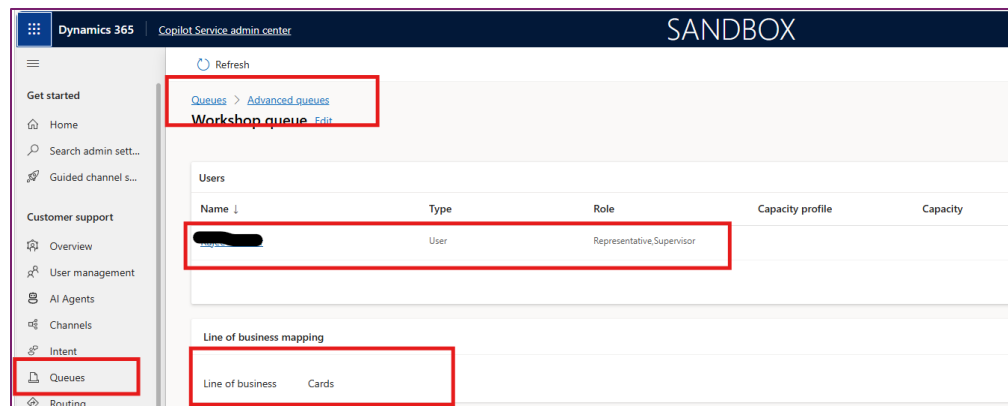 Dynamics 365 Copilot Service admin center SANDBOX
Refresh
Get started
Home
Search admin sett...
Guided channel s...
Customer support
Overview
User management
AI Agents
Channels
Intent
Queues
Routing
Queues > Advanced queues
Workshop queue Edit
Users
Name ↓ Type Role Capacity profile Capacity
User Representative,Supervisor
Line of business mapping
Line of business Cards